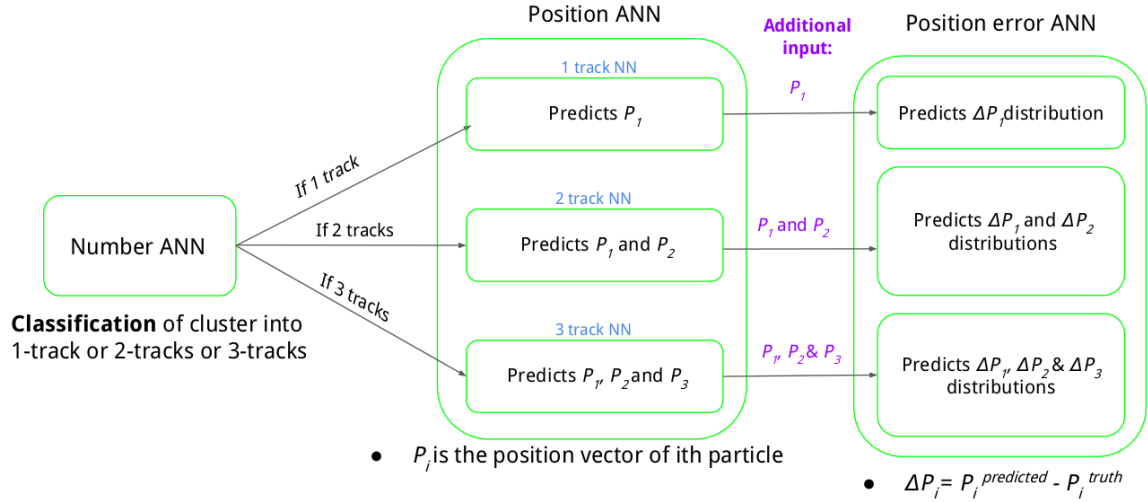 Position ANN
Additional
input:
Position error ANN
1 track NN
Predicts P₁
P₁
Predicts ΔP₁distribution
If 1 track
2 track NN
Number ANN
If 2 tracks
Predicts P₁ and P₂
P₁ and P₂
Predicts ΔP₁ and ΔP₂
distributions
If 3 tracks
Classification of cluster into
1-track or 2-tracks or 3-tracks
3 track NN
Predicts P₁, P₂ and P₃
P₁, P₂ & P₃
Predicts ΔP₁, ΔP₂ & ΔP₃
distributions
● Pᵢ is the position vector of ith particle
● ΔPᵢ = Pᵢ ᵖʳᵉᵈⁱᶜᵗᵉᵈ - Pᵢ ᵗʳᵘᵗʰ